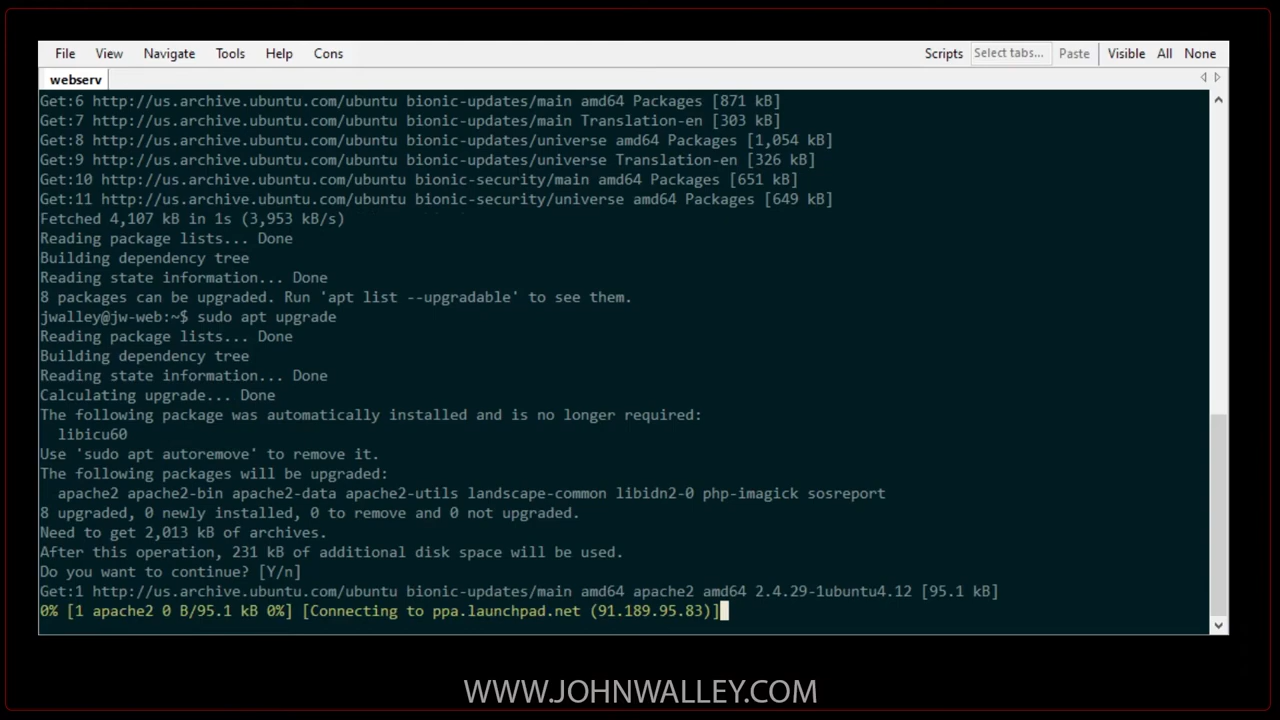 File View Navigate Tools Help Cons Scripts Select tabs... Paste Visible All None
webserv
Get:6 http://us.archive.ubuntu.com/ubuntu bionic-updates/main amd64 Packages [871 kB]
Get:7 http://us.archive.ubuntu.com/ubuntu bionic-updates/main Translation-en [303 kB]
Get:8 http://us.archive.ubuntu.com/ubuntu bionic-updates/universe amd64 Packages [1,054 kB]
Get:9 http://us.archive.ubuntu.com/ubuntu bionic-updates/universe Translation-en [326 kB]
Get:10 http://us.archive.ubuntu.com/ubuntu bionic-security/main amd64 Packages [651 kB]
Get:11 http://us.archive.ubuntu.com/ubuntu bionic-security/universe amd64 Packages [649 kB]
Fetched 4,107 kB in 1s (3,953 kB/s)
Reading package lists... Done
Building dependency tree
Reading state information... Done
8 packages can be upgraded. Run 'apt list --upgradable' to see them.
jwalley@jw-web:~$ sudo apt upgrade
Reading package lists... Done
Building dependency tree
Reading state information... Done
Calculating upgrade... Done
The following package was automatically installed and is no longer required:
  libicu60
Use 'sudo apt autoremove' to remove it.
The following packages will be upgraded:
  apache2 apache2-bin apache2-data apache2-utils landscape-common libidn2-0 php-imagick sosreport
8 upgraded, 0 newly installed, 0 to remove and 0 not upgraded.
Need to get 2,013 kB of archives.
After this operation, 231 kB of additional disk space will be used.
Do you want to continue? [Y/n]
Get:1 http://us.archive.ubuntu.com/ubuntu bionic-updates/main amd64 apache2 amd64 2.4.29-1ubuntu4.12 [95.1 kB]
0% [1 apache2 0 B/95.1 kB 0%] [Connecting to ppa.launchpad.net (91.189.95.83)]
WWW.JOHNWALLEY.COM